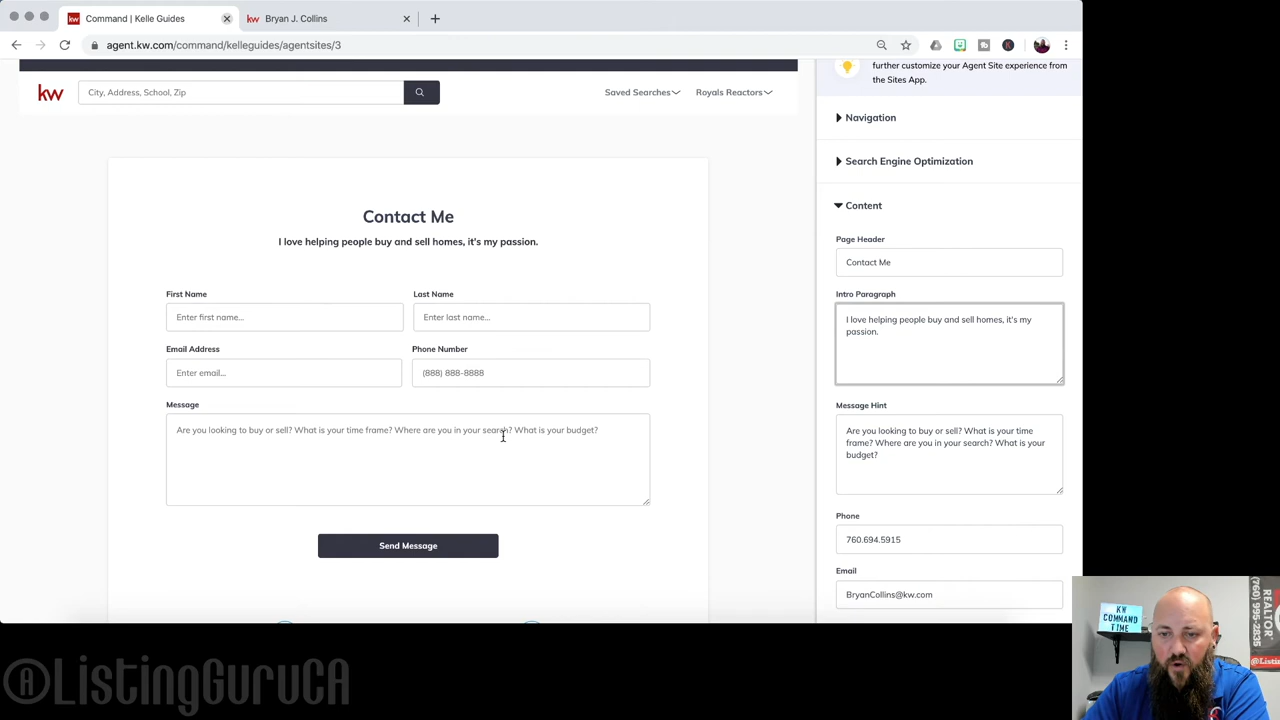 Command | Kelle Guides
kw Bryan J. Collins
agent.kw.com/command/kelleguides/agentsites/3
kw
City, Address, School, Zip
Saved Searches
Royals Reactors
further customize your Agent Site experience from
the Sites App.
Navigation
Search Engine Optimization
Content
Page Header
Contact Me
Intro Paragraph
I love helping people buy and sell homes, it's my
passion.
Message Hint
Are you looking to buy or sell? What is your time
frame? Where are you in your search? What is your
budget?
Phone
760.694.5915
Email
BryanCollins@kw.com
Contact Me
I love helping people buy and sell homes, it's my passion.
First Name
Last Name
Enter first name...
Enter last name...
Email Address
Phone Number
Enter email...
(888) 888-8888
Message
Are you looking to buy or sell? What is your time frame? Where are you in your search? What is your budget?
Send Message
@ListingGuruCA
KW
COMMAND
TIME
REALTOR
(760) 995-2835